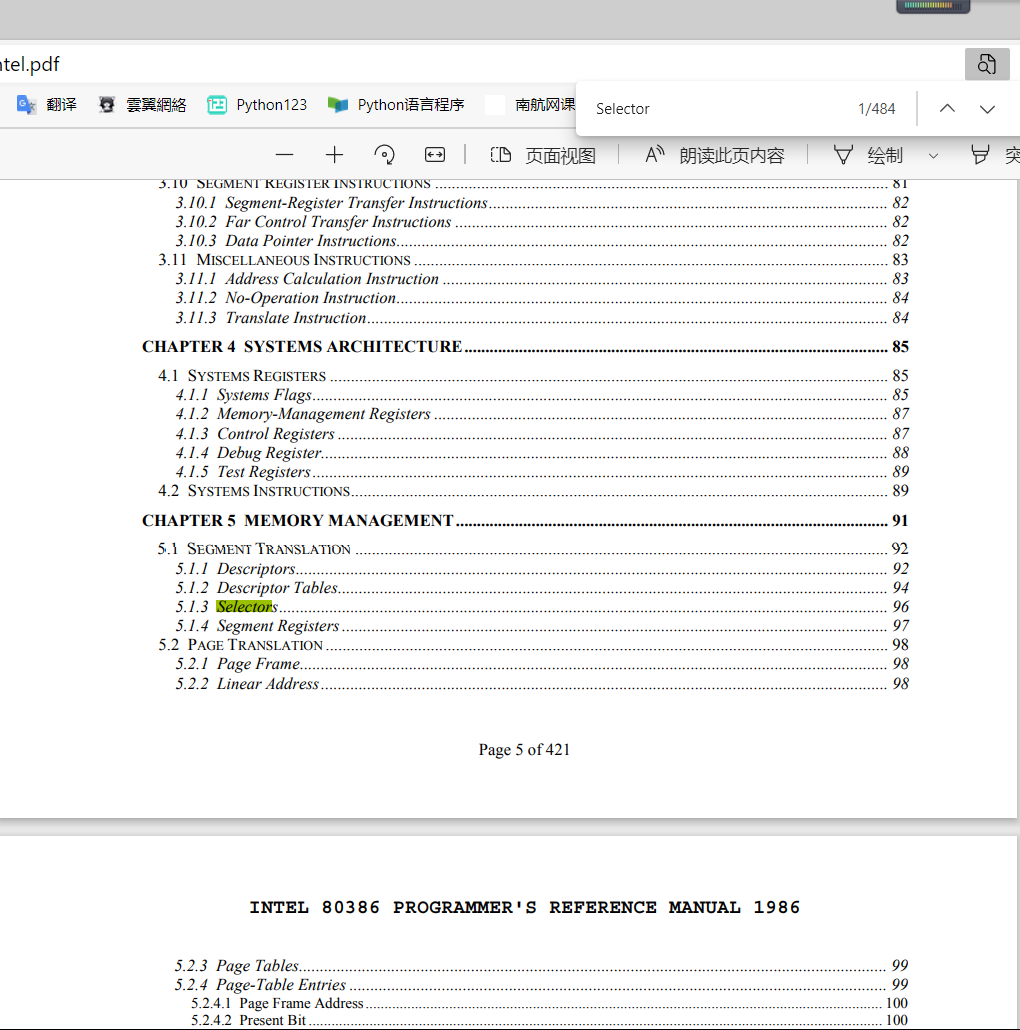 ntel.pdf
翻译 雲翼網絡 Python123 Python语言程序 南航网课
Selector 1/484
页面视图 朗读此页内容 绘制 突
3.10 SEGMENT REGISTER INSTRUCTIONS 81
3.10.1 Segment-Register Transfer Instructions 82
3.10.2 Far Control Transfer Instructions 82
3.10.3 Data Pointer Instructions 82
3.11 MISCELLANEOUS INSTRUCTIONS 83
3.11.1 Address Calculation Instruction 83
3.11.2 No-Operation Instruction 84
3.11.3 Translate Instruction 84
CHAPTER 4 SYSTEMS ARCHITECTURE 85
4.1 SYSTEMS REGISTERS 85
4.1.1 Systems Flags 85
4.1.2 Memory-Management Registers 87
4.1.3 Control Registers 87
4.1.4 Debug Register 88
4.1.5 Test Registers 89
4.2 SYSTEMS INSTRUCTIONS 89
CHAPTER 5 MEMORY MANAGEMENT 91
5.1 SEGMENT TRANSLATION 92
5.1.1 Descriptors 92
5.1.2 Descriptor Tables 94
5.1.3 Selectors 96
5.1.4 Segment Registers 97
5.2 PAGE TRANSLATION 98
5.2.1 Page Frame 98
5.2.2 Linear Address 98
Page 5 of 421
INTEL 80386 PROGRAMMER'S REFERENCE MANUAL 1986
5.2.3 Page Tables 99
5.2.4 Page-Table Entries 99
5.2.4.1 Page Frame Address 100
5.2.4.2 Present Bit 100